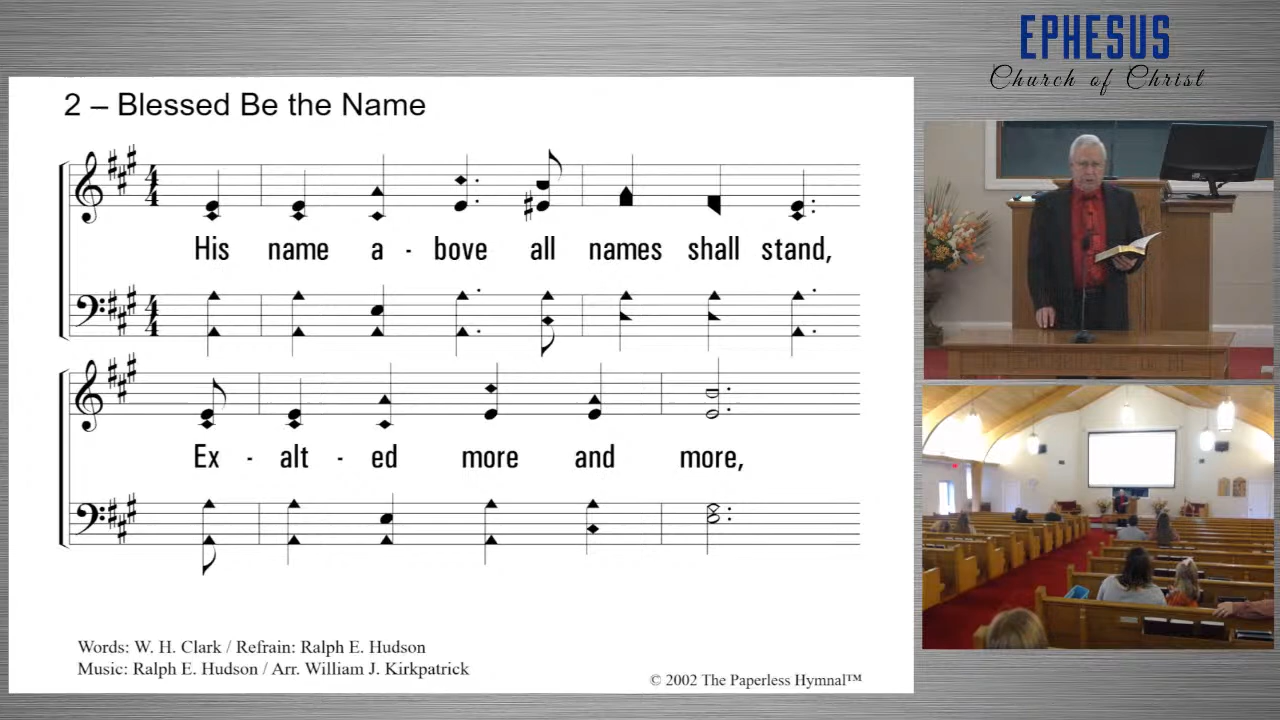 EPHESUS
Church of Christ
2 – Blessed Be the Name
His name a - bove all names shall stand,
Ex - alt - ed more and more,
Words: W. H. Clark / Refrain: Ralph E. Hudson
Music: Ralph E. Hudson / Arr. William J. Kirkpatrick
© 2002 The Paperless Hymnal™